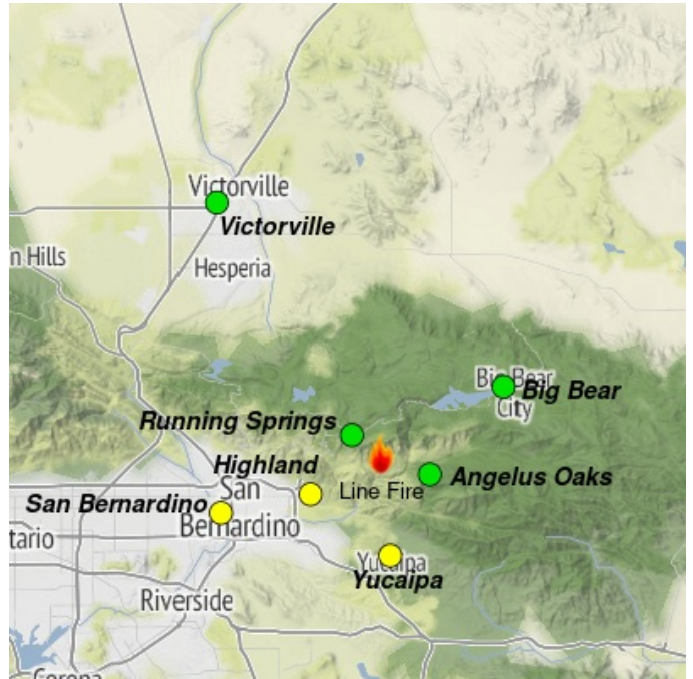 Victorville
Victorville
n Hills
Hesperia
Big Bear
City
Big Bear
Running Springs
Highland
Line Fire
Angelus Oaks
San
Bernardino
San Bernardino
tario
Yucaipa
Yucaipa
Riverside
Corona